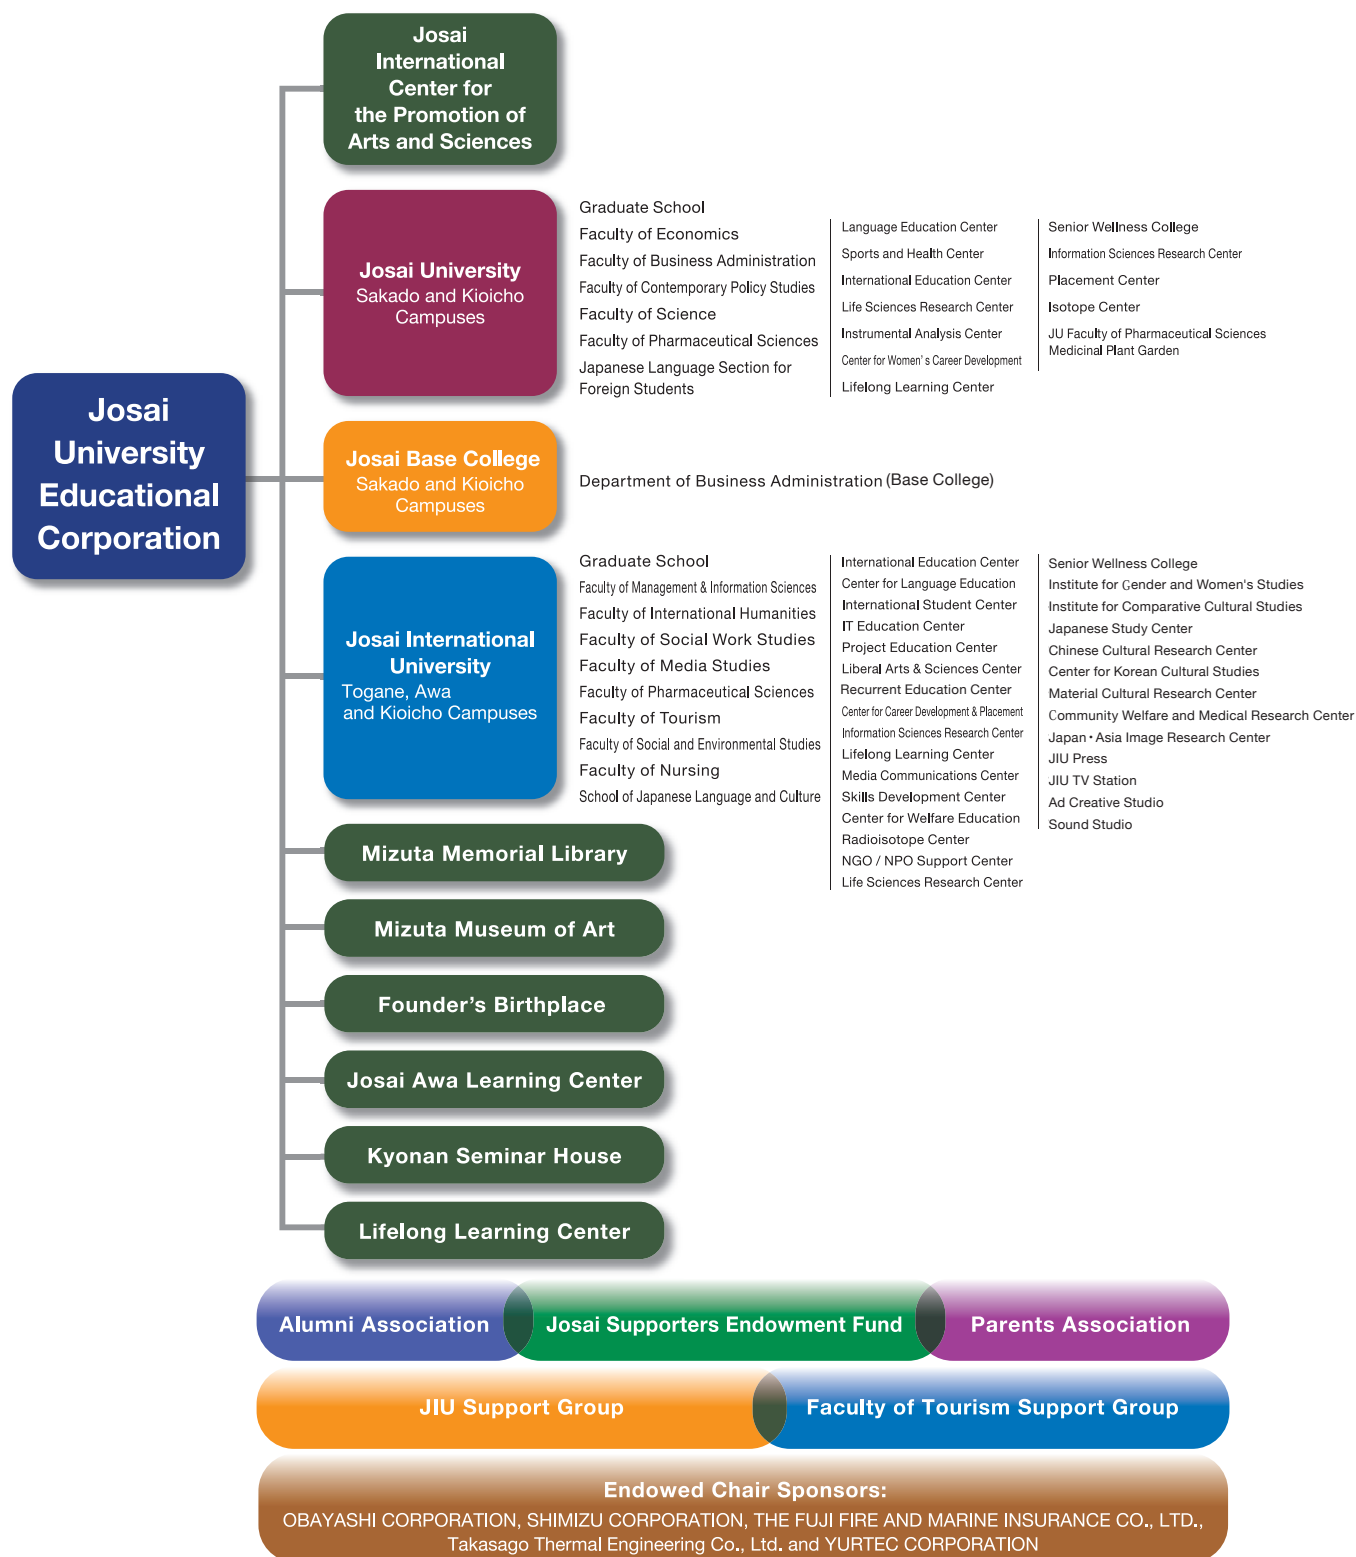 Josai
University
Educational
Corporation
Josai
International
Center for
the Promotion of
Arts and Sciences
Josai University
Sakado and Kioicho
Campuses
Graduate School
Faculty of Economics
Faculty of Business Administration
Faculty of Contemporary Policy Studies
Faculty of Science
Faculty of Pharmaceutical Sciences
Japanese Language Section for
Foreign Students
Language Education Center
Sports and Health Center
International Education Center
Life Sciences Research Center
Instrumental Analysis Center
Center for Women's Career Development
Lifelong Learning Center
Senior Wellness College
Information Sciences Research Center
Placement Center
Isotope Center
JU Faculty of Pharmaceutical Sciences
Medicinal Plant Garden
Josai Base College
Sakado and Kioicho
Campuses
Department of Business Administration (Base College)
Josai International
University
Togane, Awa
and Kioicho Campuses
Graduate School
Faculty of Management & Information Sciences
Faculty of International Humanities
Faculty of Social Work Studies
Faculty of Media Studies
Faculty of Pharmaceutical Sciences
Faculty of Tourism
Faculty of Social and Environmental Studies
Faculty of Nursing
School of Japanese Language and Culture
International Education Center
Center for Language Education
International Student Center
IT Education Center
Project Education Center
Liberal Arts & Sciences Center
Recurrent Education Center
Center for Career Development & Placement
Information Sciences Research Center
Lifelong Learning Center
Media Communications Center
Skills Development Center
Center for Welfare Education
Radioisotope Center
NGO / NPO Support Center
Life Sciences Research Center
Senior Wellness College
Institute for Gender and Women's Studies
Institute for Comparative Cultural Studies
Japanese Study Center
Chinese Cultural Research Center
Center for Korean Cultural Studies
Material Cultural Research Center
Community Welfare and Medical Research Center
Japan・Asia Image Research Center
JIU Press
JIU TV Station
Ad Creative Studio
Sound Studio
Mizuta Memorial Library
Mizuta Museum of Art
Founder's Birthplace
Josai Awa Learning Center
Kyonan Seminar House
Lifelong Learning Center
Alumni Association
Josai Supporters Endowment Fund
Parents Association
JIU Support Group
Faculty of Tourism Support Group
Endowed Chair Sponsors:
OBAYASHI CORPORATION, SHIMIZU CORPORATION, THE FUJI FIRE AND MARINE INSURANCE CO., LTD.,
Takasago Thermal Engineering Co., Ltd. and YURTEC CORPORATION